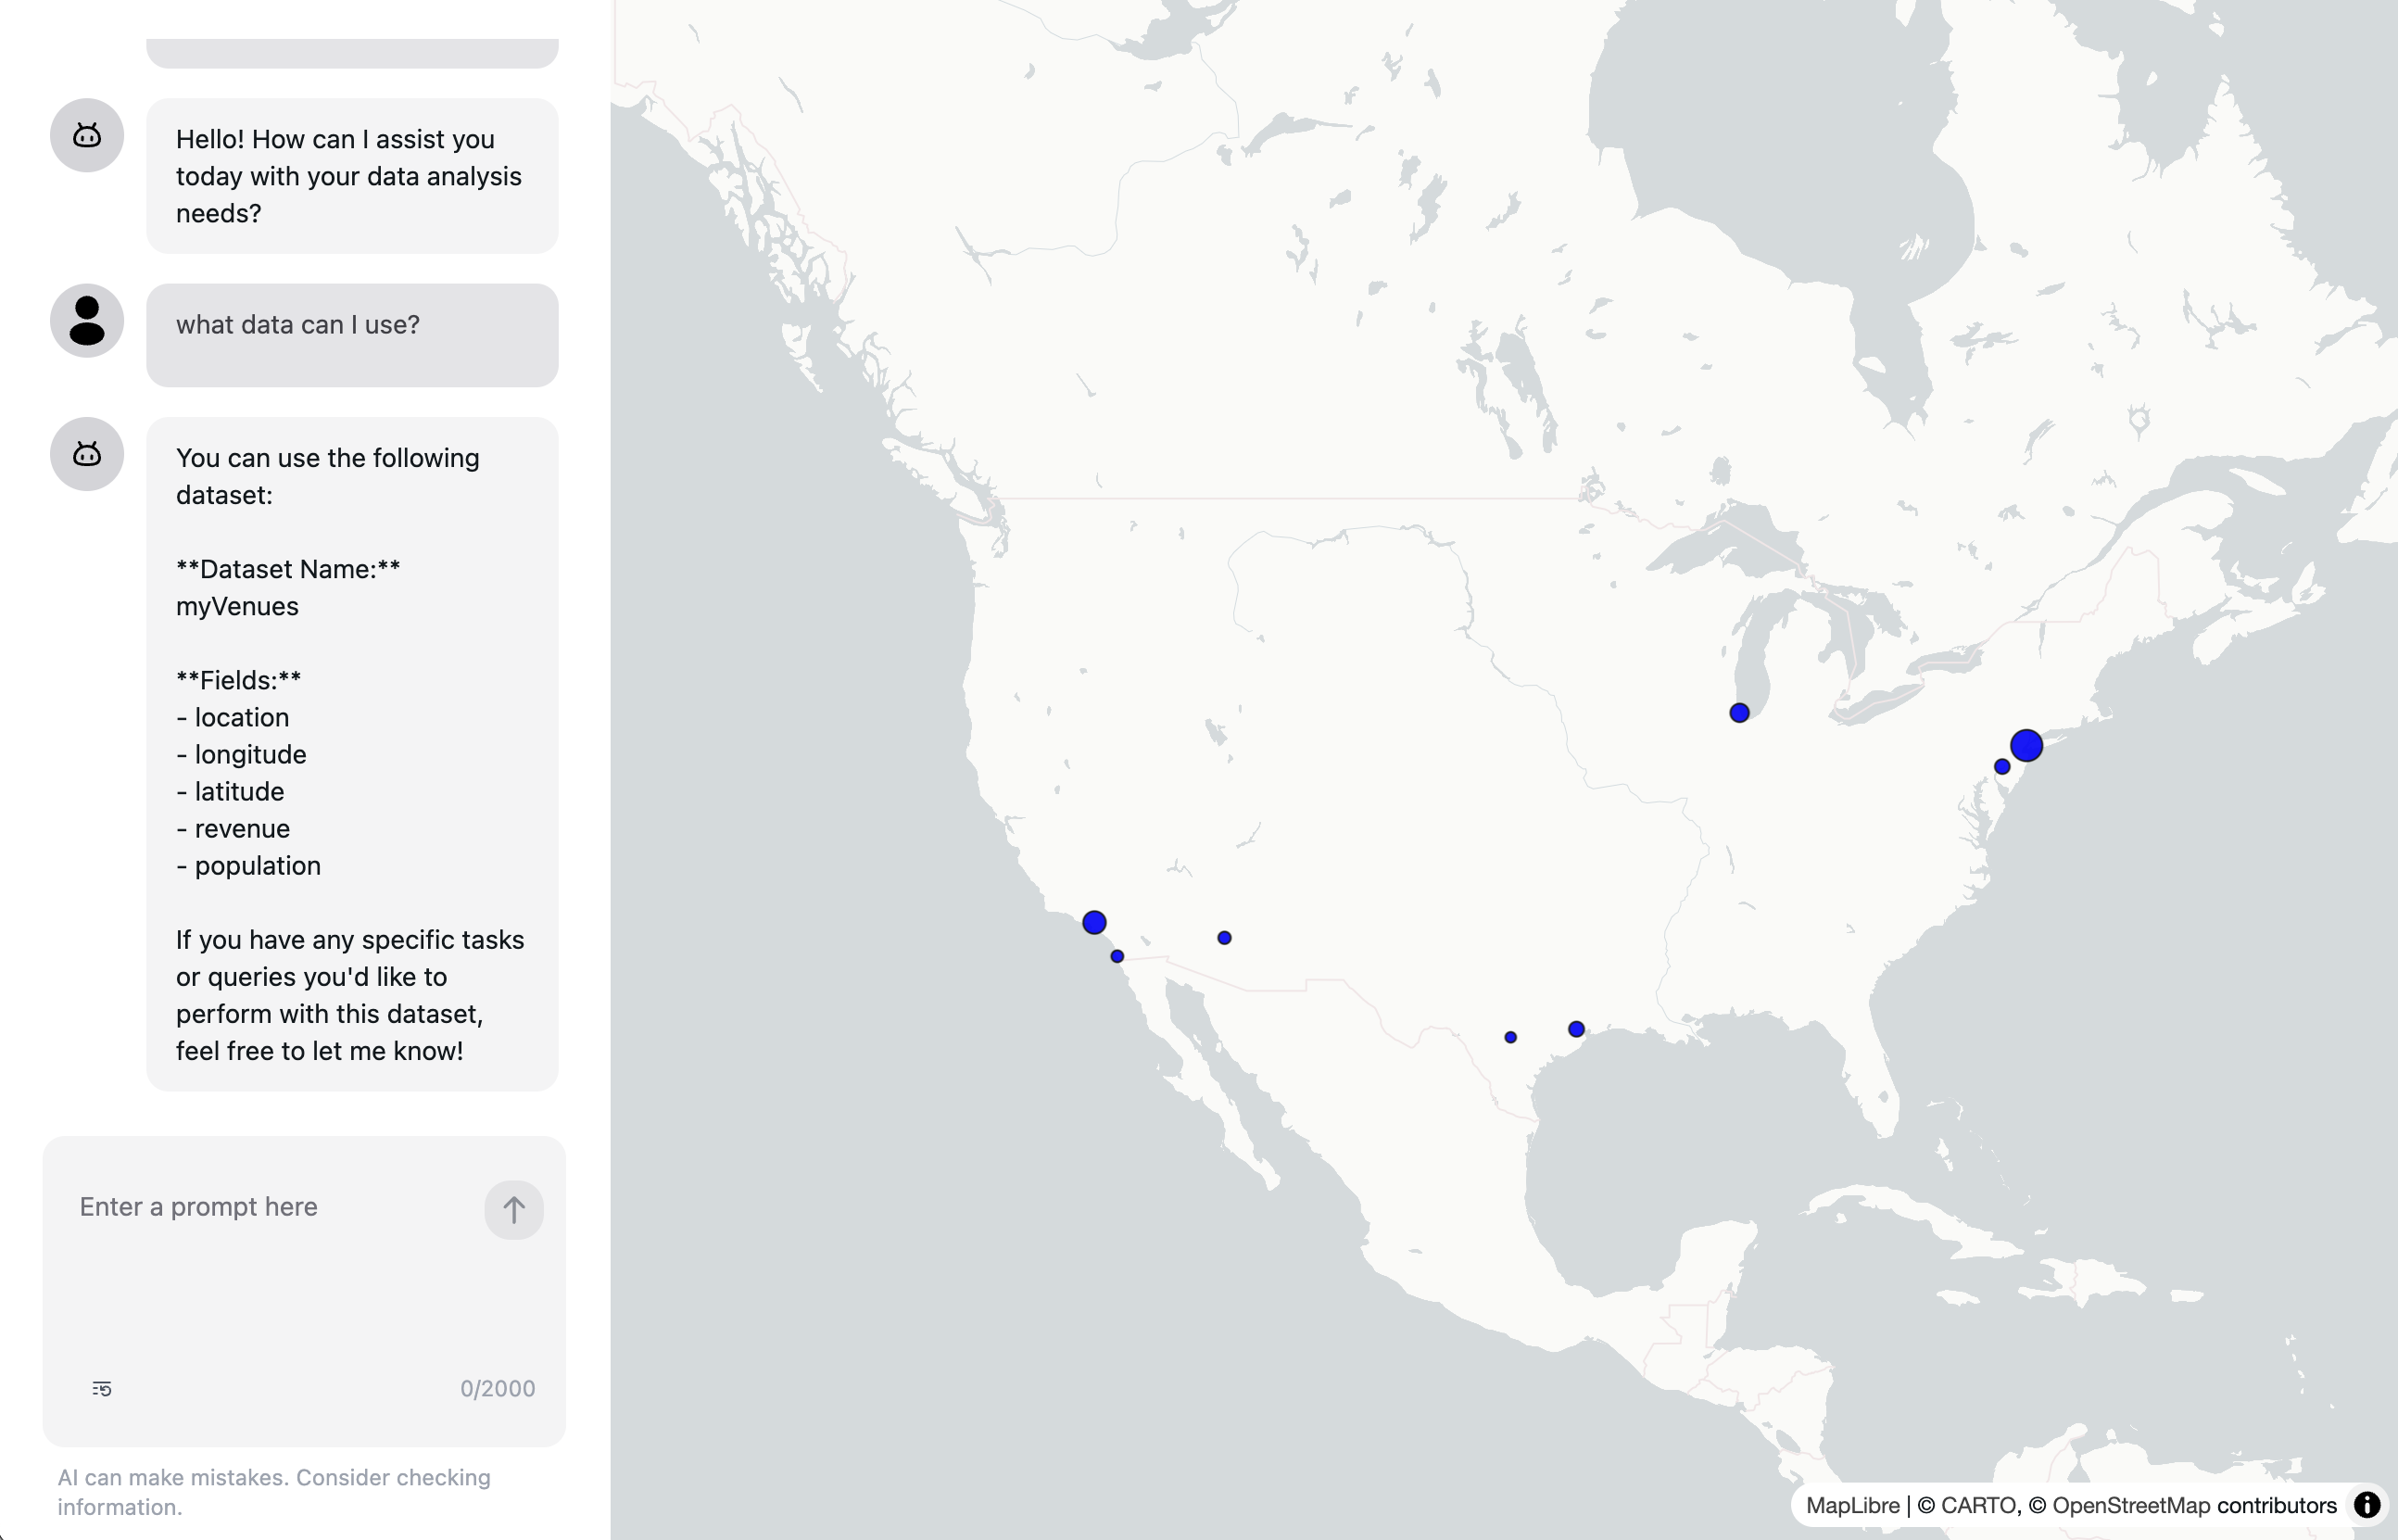 Hello! How can I assist you
today with your data analysis
needs?
what data can I use?
You can use the following
dataset:
**Dataset Name:**
myVenues
**Fields:**
- location
- longitude
- latitude
- revenue
- population
If you have any specific tasks
or queries you'd like to
perform with this dataset,
feel free to let me know!
Enter a prompt here
0/2000
AI can make mistakes. Consider checking
information.
MapLibre | © CARTO, © OpenStreetMap contributors